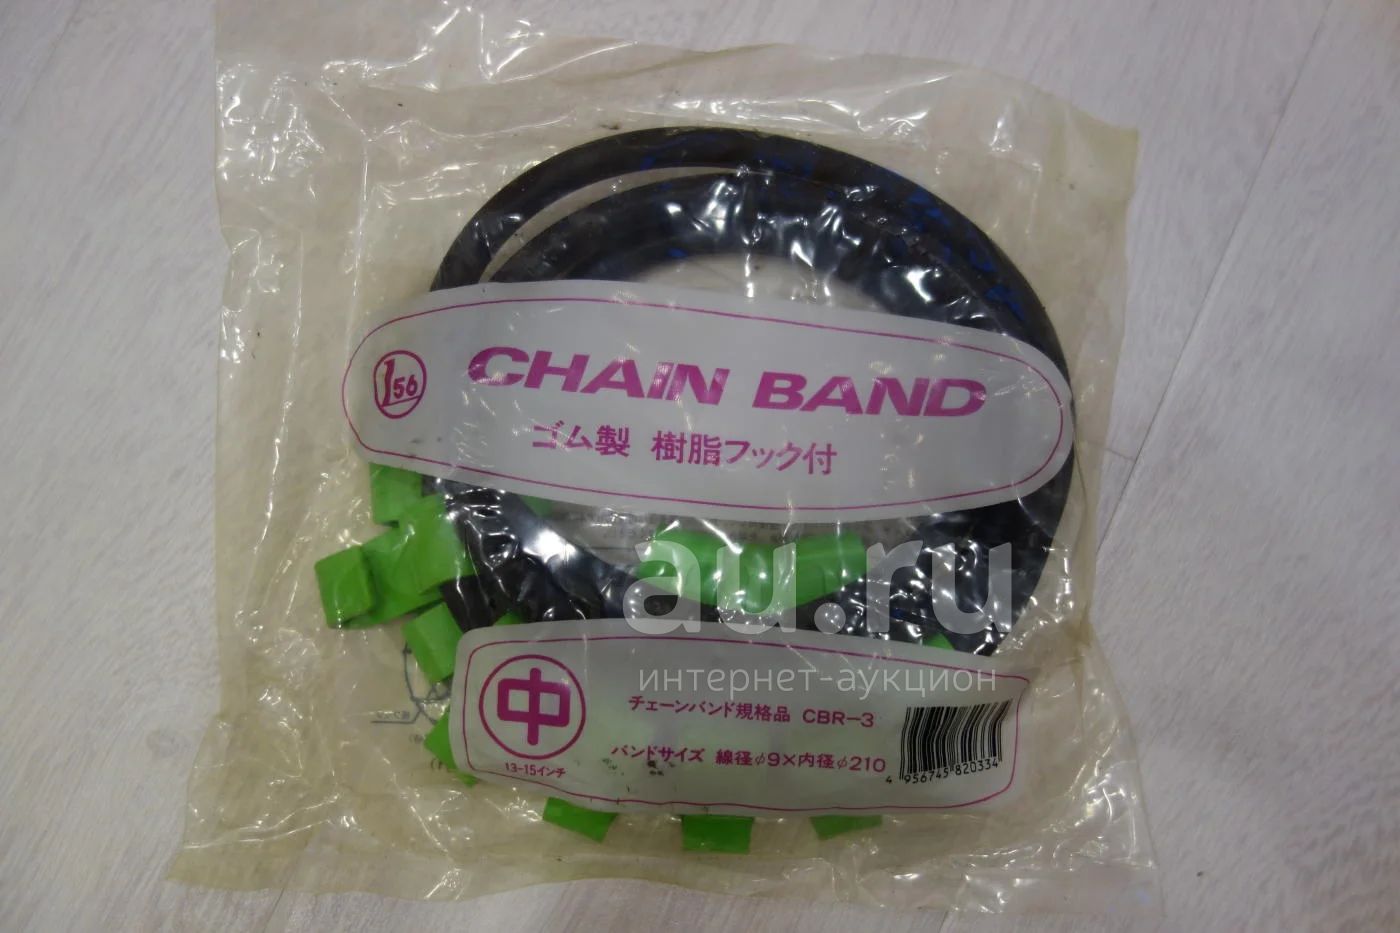 156 CHAIN BAND
ゴム製 樹脂フック付
au.ru
интернет-аукцион
中
13-15インチ
チェーンバンド規格品 CBR-3
バンドサイズ 線径φ9×内径φ210
4 956745 820334